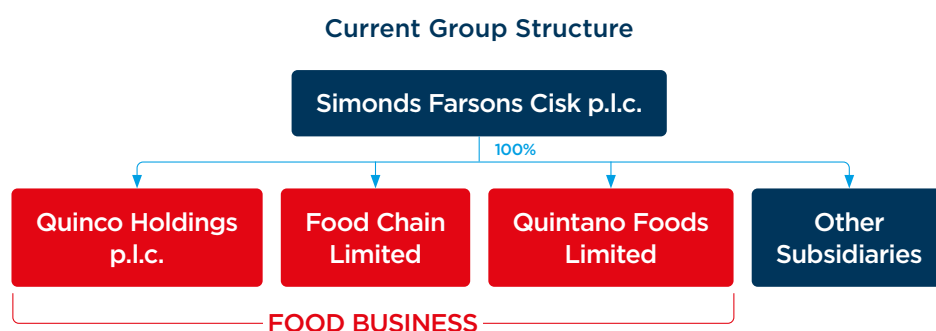 Current Group Structure
Simonds Farsons Cisk p.l.c.
100%
Quinco Holdings
p.l.c.
Food Chain
Limited
Quintano Foods
Limited
Other
Subsidiaries
FOOD BUSINESS